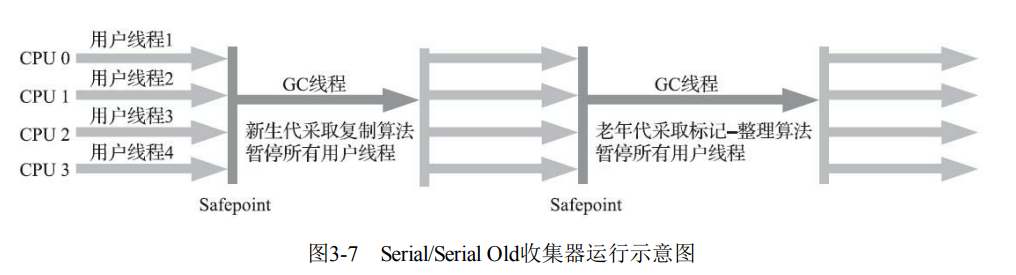 CPU 0
用户线程1
CPU 1
用户线程2
CPU 2
用户线程3
CPU 3
用户线程4
GC线程
新生代采取复制算法
暂停所有用户线程
Safepoint
GC线程
老年代采取标记–整理算法
暂停所有用户线程
Safepoint
图3-7 Serial/Serial Old收集器运行示意图